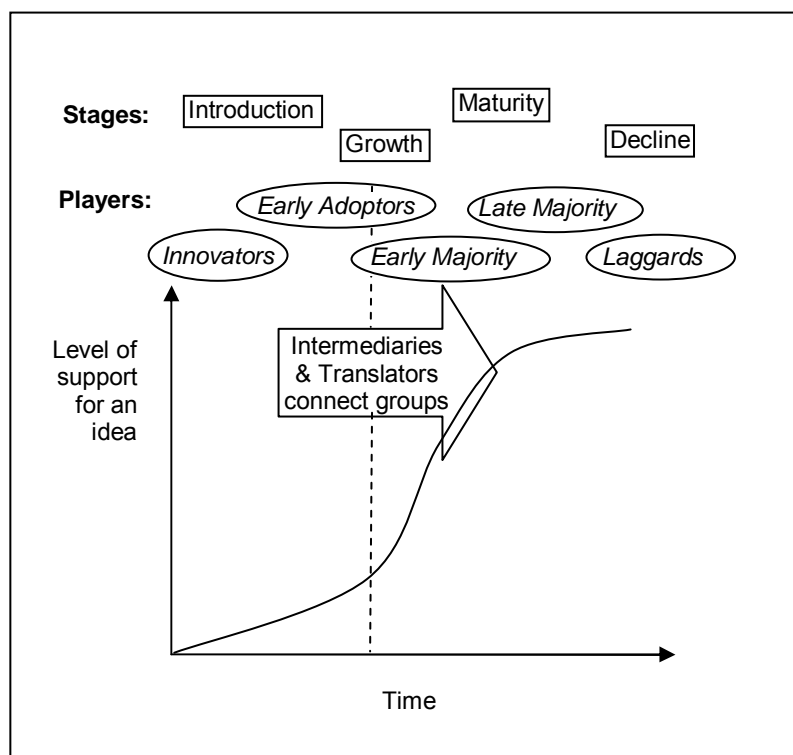 Stages:
Introduction
Growth
Maturity
Decline
Players:
Innovators
Early Adoptors
Early Majority
Late Majority
Laggards
Level of
support
for an
idea
Intermediaries
& Translators
connect groups
Time